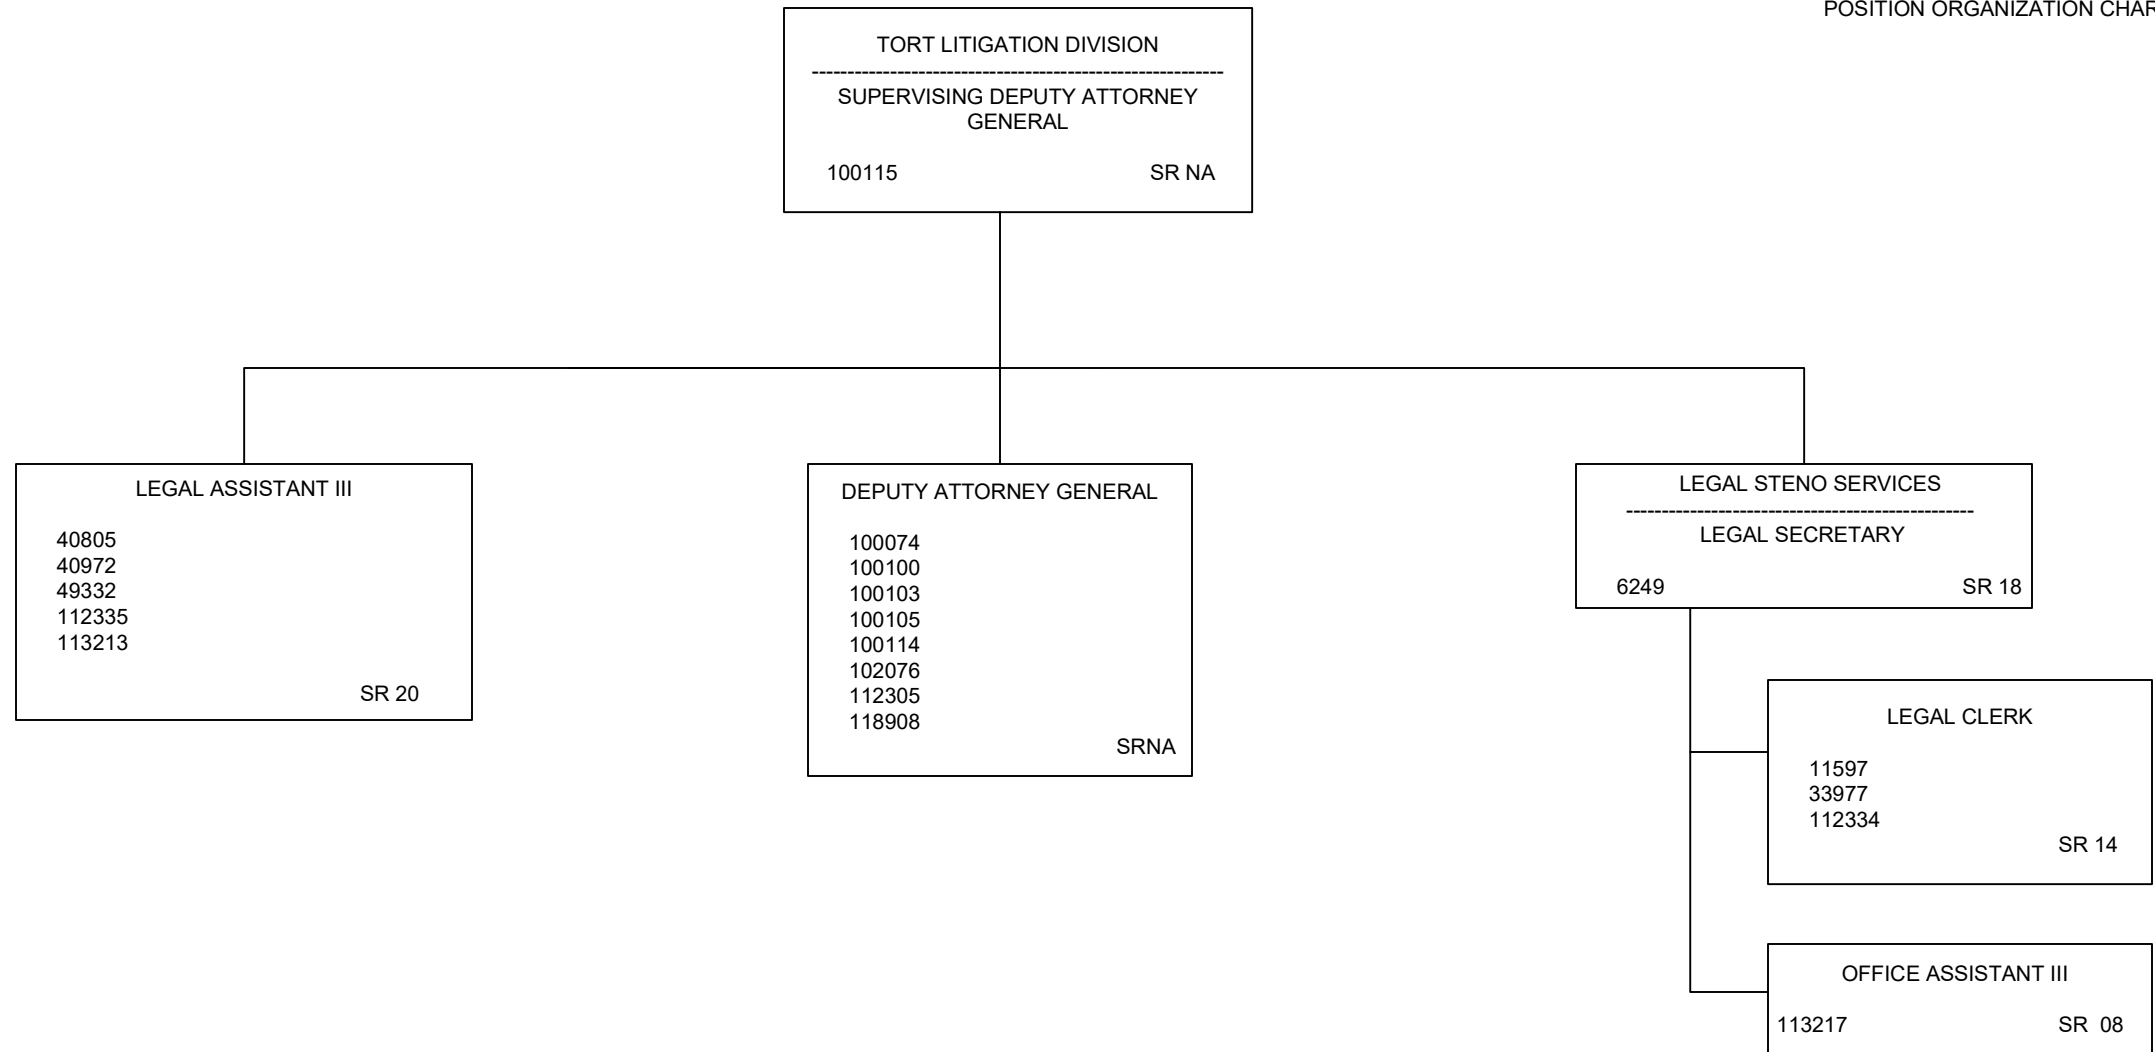 POSITION ORGANIZATION CHAR
TORT LITIGATION DIVISION
----------------------------------------------------------
SUPERVISING DEPUTY ATTORNEY
GENERAL
100115 SR NA
LEGAL ASSISTANT III
40805
40972
49332
112335
113213
SR 20
DEPUTY ATTORNEY GENERAL
100074
100100
100103
100105
100114
102076
112305
118908
SRNA
LEGAL STENO SERVICES
-------------------------------------------------
LEGAL SECRETARY
6249 SR 18
LEGAL CLERK
11597
33977
112334
SR 14
OFFICE ASSISTANT III
113217 SR 08